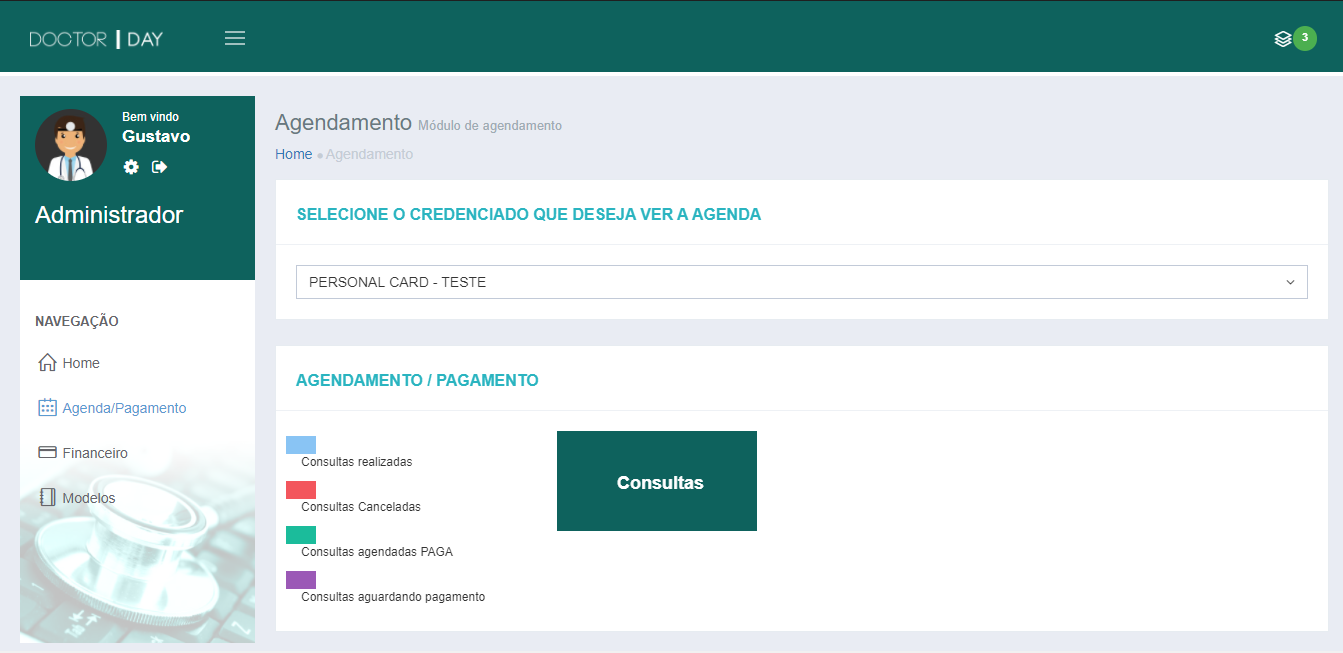 DOCTOR | DAY
3
Bem vindo
Gustavo
Administrador
NAVEGAÇÃO
Home
Agenda/Pagamento
Financeiro
Modelos
Agendamento Módulo de agendamento
Home • Agendamento
SELECIONE O CREDENCIADO QUE DESEJA VER A AGENDA
PERSONAL CARD - TESTE
AGENDAMENTO / PAGAMENTO
Consultas realizadas
Consultas Canceladas
Consultas agendadas PAGA
Consultas aguardando pagamento
Consultas